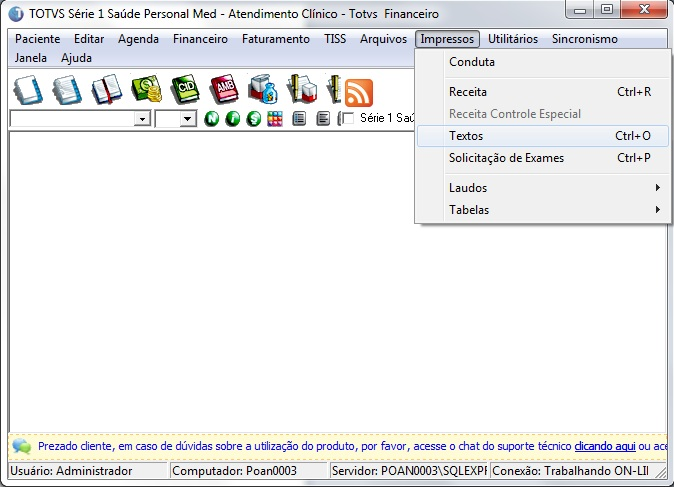 TOTVS Série 1 Saúde Personal Med - Atendimento Clínico - Totvs Financeiro
Paciente Editar Agenda Financeiro Faturamento TISS Arquivos Impressos Utilitários Sincronismo
Janela Ajuda
Conduta
Receita Ctrl+R
Receita Controle Especial
Textos Ctrl+O
Solicitação de Exames Ctrl+P
Laudos
Tabelas
CID AMB
N I S Série 1 Saú
Prezado cliente, em caso de dúvidas sobre a utilização do produto, por favor, acesse o chat do suporte técnico clicando aqui ou ace
Usuário: Administrador Computador: Poan0003 Servidor: POAN0003\SQLEXPR Conexão: Trabalhando ON-LI